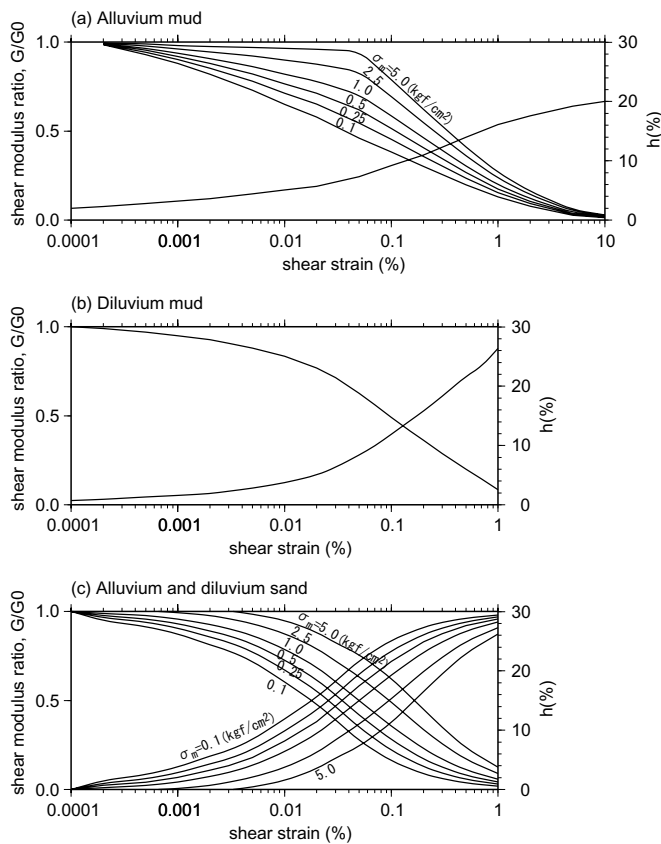 (a) Alluvium mud
shear modulus ratio, G/G0
1.0
0.5
0.0
σm=5.0(kgf/cm2)
2.5
1.0
0.5
0.25
0.1
30
20
10
0
h(%)
0.0001 0.001 0.01 0.1 1 10
shear strain (%)
(b) Diluvium mud
shear modulus ratio, G/G0
1.0
0.5
0.0
30
20
10
0
h(%)
0.0001 0.001 0.01 0.1 1
shear strain (%)
(c) Alluvium and diluvium sand
shear modulus ratio, G/G0
1.0
0.5
0.0
σm=5.0(kgf/cm2)
2.5
1.0
0.5
0.25
0.1
σm=0.1(kgf/cm2)
5.0
30
20
10
0
h(%)
0.0001 0.001 0.01 0.1 1
shear strain (%)